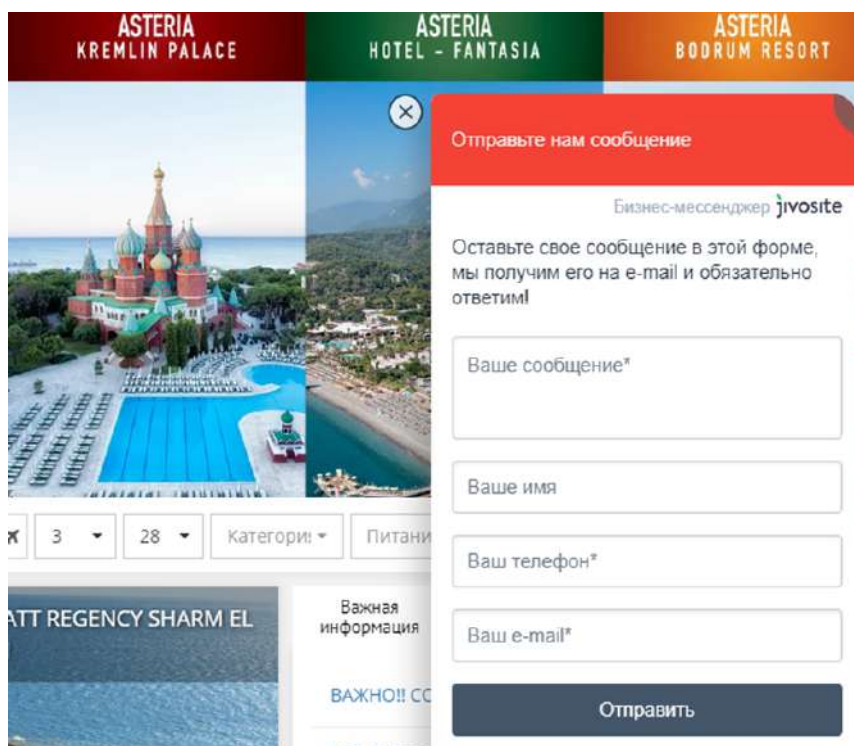 ASTERIA
KREMLIN PALACE
ASTERIA
HOTEL - FANTASIA
ASTERIA
BODRUM RESORT
Отправьте нам сообщение
Бизнес-мессенджер jivosite
Оставьте свое сообщение в этой форме,
мы получим его на e-mail и обязательно
ответим!
Ваше сообщение*
Ваше имя
Ваш телефон*
Ваш e-mail*
Отправить
3
28
Категори
Питани
ATT REGENCY SHARM EL
Важная
информация
ВАЖНО!! СО